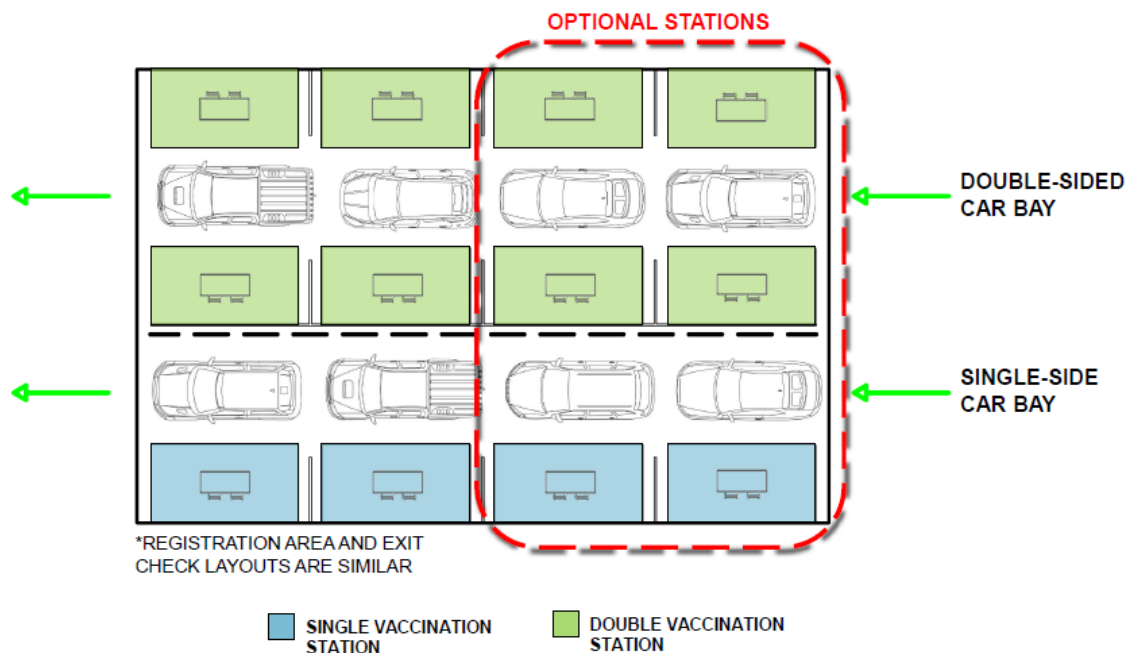 OPTIONAL STATIONS
DOUBLE-SIDED
CAR BAY
SINGLE-SIDE
CAR BAY
*REGISTRATION AREA AND EXIT
CHECK LAYOUTS ARE SIMILAR
SINGLE VACCINATION
STATION
DOUBLE VACCINATION
STATION